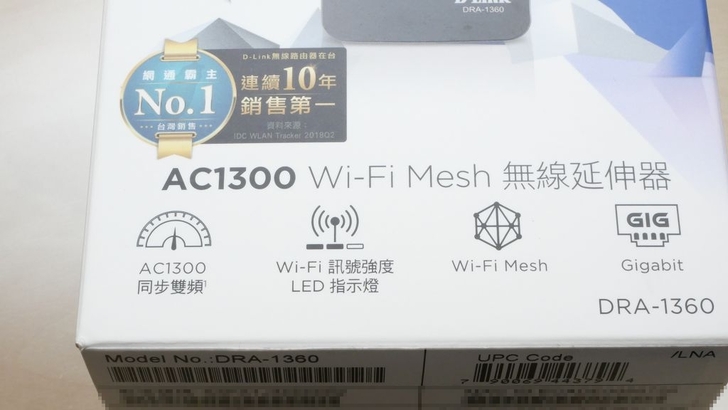 D-Link
DRA-1360
D-Link無線路由器在台
網通霸主
No.1
台灣銷售
連續10年
銷售第一
資料來源：
IDC WLAN Tracker 2019Q2
AC1300 Wi-Fi Mesh 無線延伸器
AC1300
同步雙頻
Wi-Fi 訊號強度
LED 指示燈
Wi-Fi Mesh
GIG
Gigabit
DRA-1360
Model No.:DRA-1360
UPC Code
/LNA